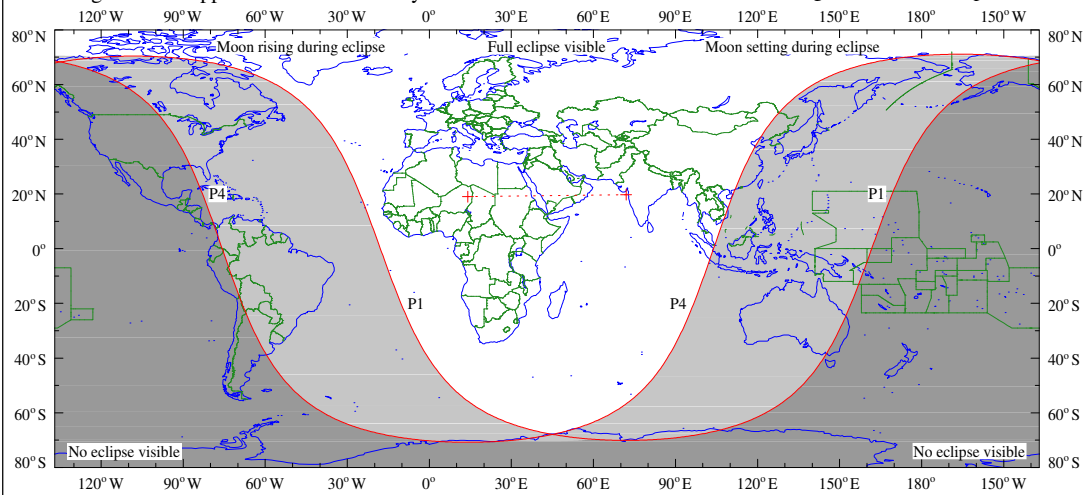 120° W 90° W 60° W 30° W 0° 30° E 60° E 90° E 120° E 150° E 180° 150° W
80° N Moon rising during eclipse Full eclipse visible Moon setting during eclipse 80° N
60° N 60° N
40° N 40° N
20° N P4 P1 20° N
0° 0°
20° S P1 P4 20° S
40° S 40° S
60° S 60° S
No eclipse visible No eclipse visible
80° S 80° S
120° W 90° W 60° W 30° W 0° 30° E 60° E 90° E 120° E 150° E 180° 150° W